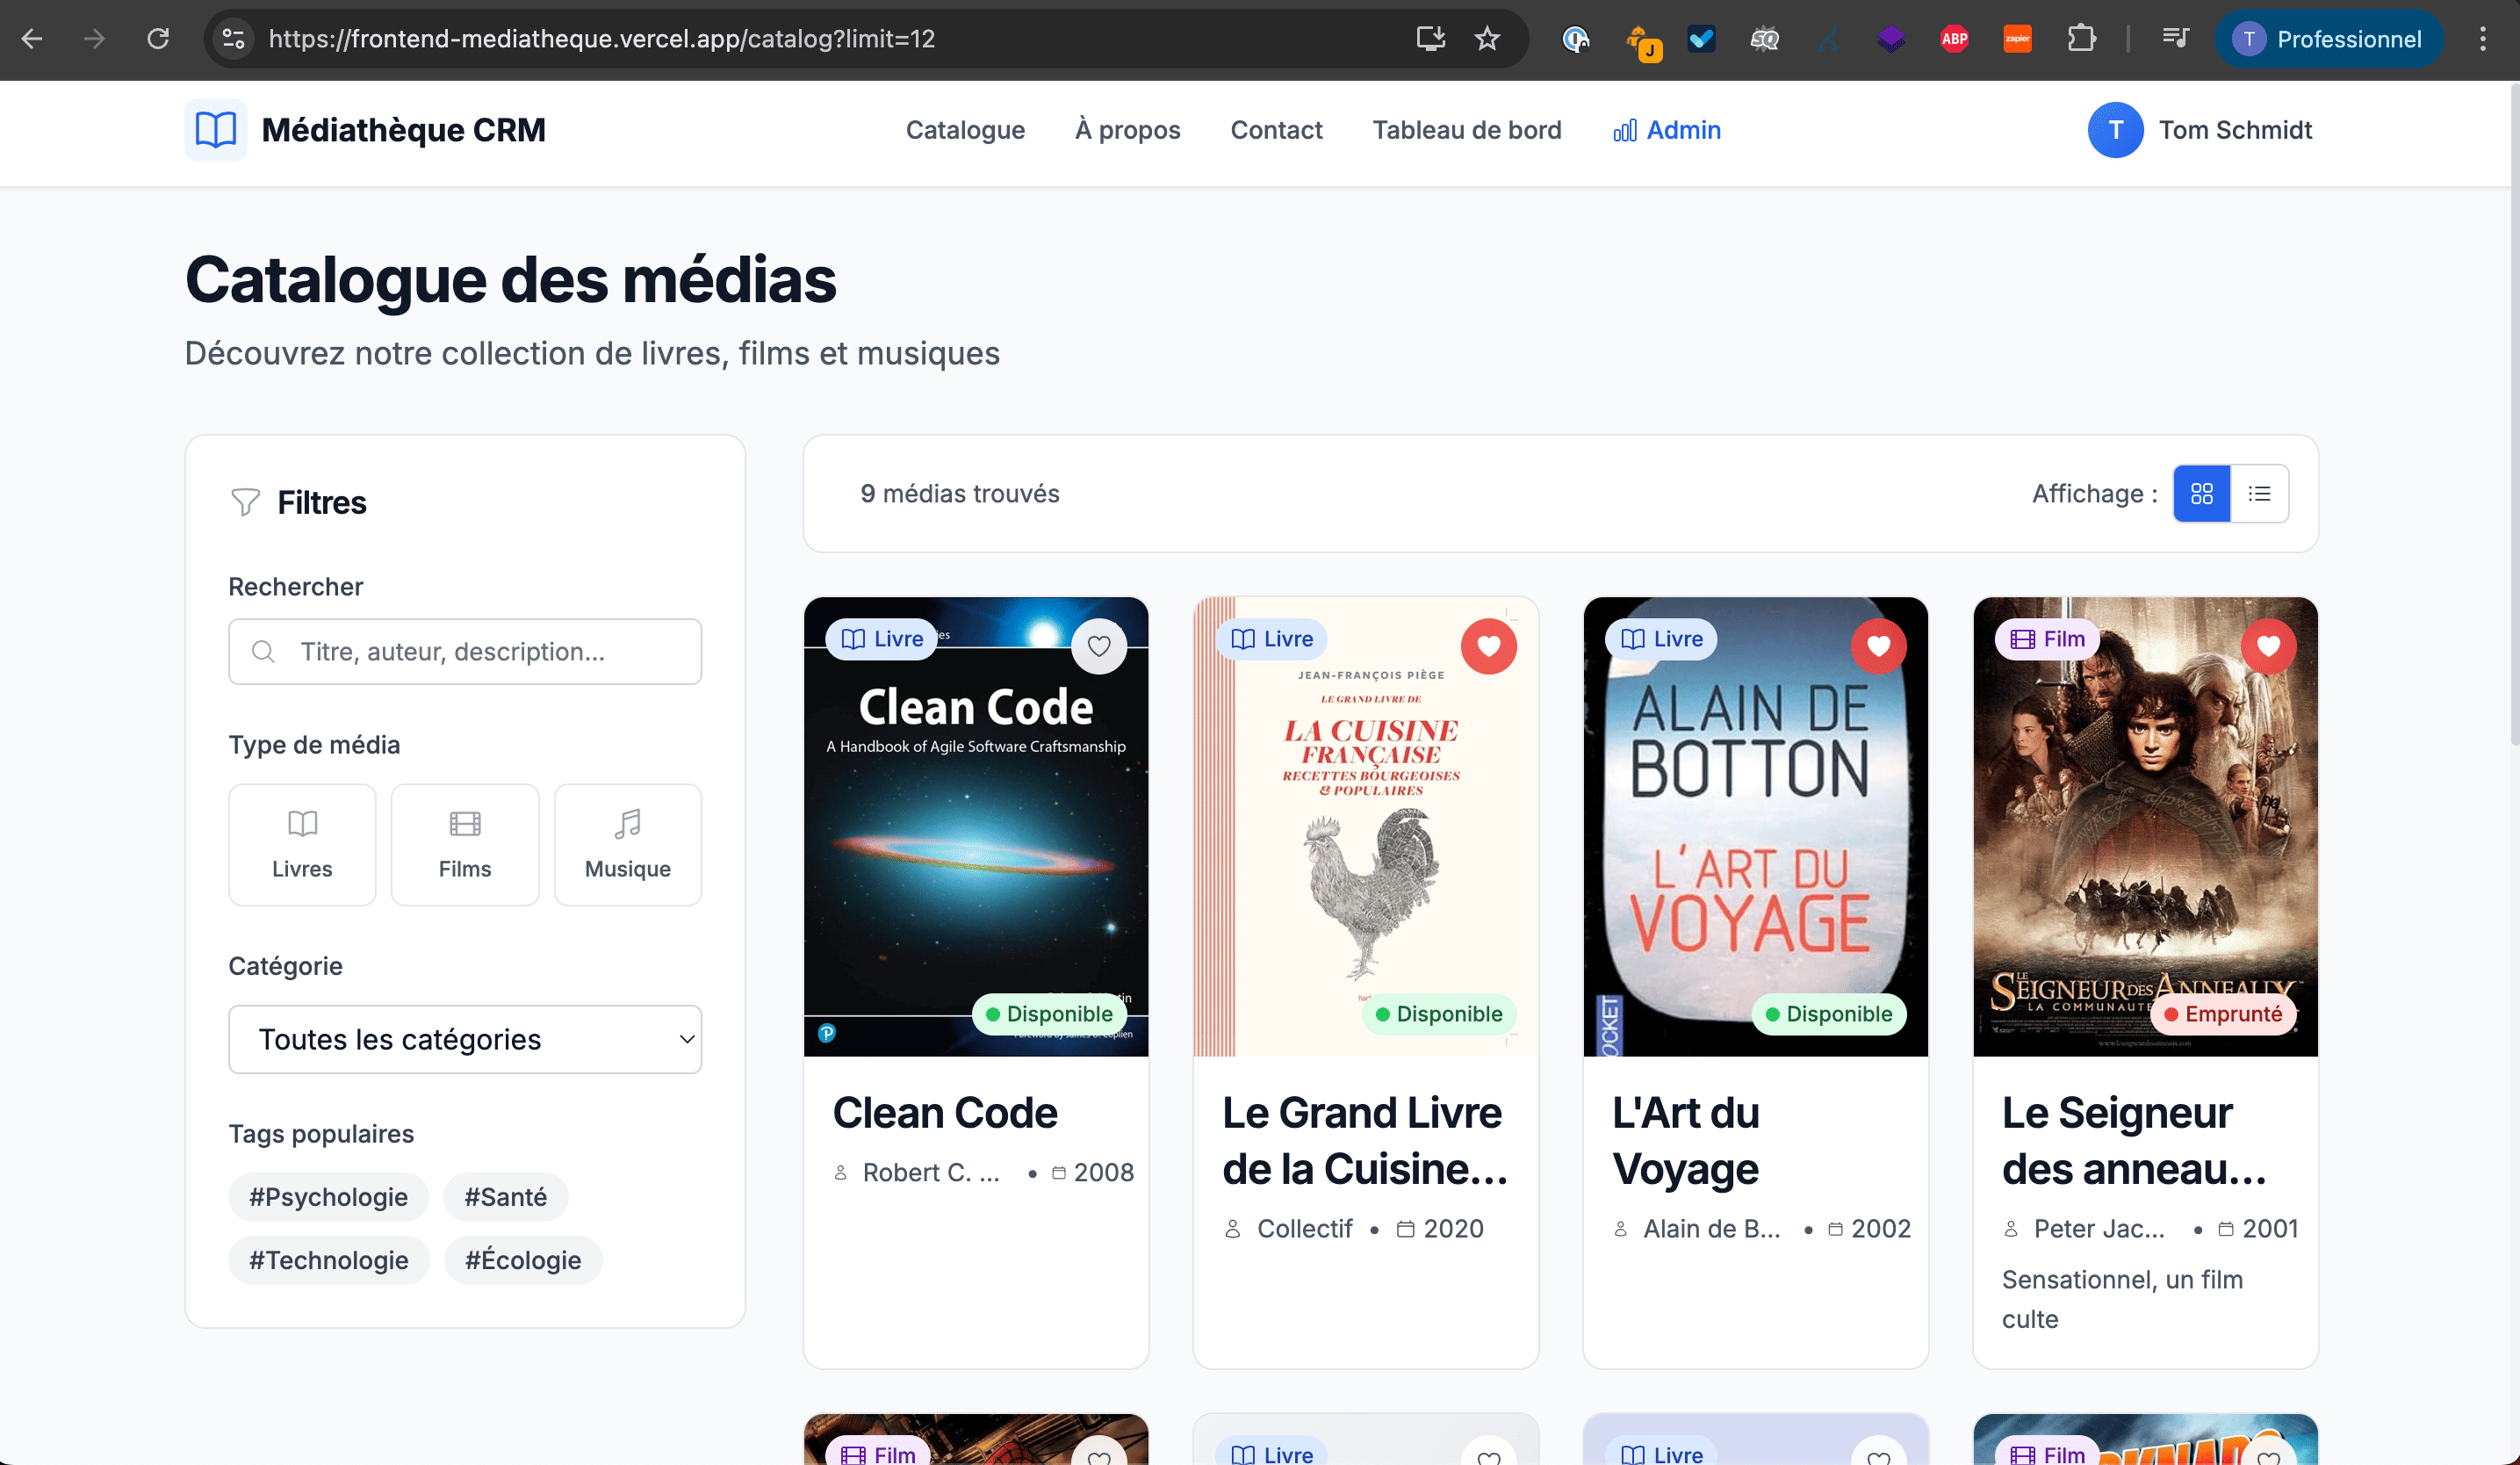 https://frontend-mediatheque.vercel.app/catalog?limit=12
J
SQ
ABP
zapier
T Professionnel
Médiathèque CRM
Catalogue
À propos
Contact
Tableau de bord
Admin
T Tom Schmidt
Catalogue des médias
Découvrez notre collection de livres, films et musiques
Filtres
Rechercher
Titre, auteur, description...
Type de média
Livres
Films
Musique
Catégorie
Toutes les catégories
Tags populaires
#Psychologie
#Santé
#Technologie
#Écologie
9 médias trouvés
Affichage :
Livre
Clean Code
A Handbook of Agile Software Craftsmanship
Disponible
Clean Code
Robert C. ... • 2008
Livre
JEAN-FRANÇOIS PIÈGE
LE GRAND LIVRE DE
LA CUISINE
FRANÇAISE
RECETTES BOURGEOISES
& POPULAIRES
Disponible
Le Grand Livre
de la Cuisine...
Collectif • 2020
Livre
ALAIN DE
BOTTON
L'ART DU
VOYAGE
OCKET
Disponible
L'Art du
Voyage
Alain de B... • 2002
Film
LE
SEIGNEUR DES ANNEAUX
LA COMMUNAUTÉ
Emprunté
Le Seigneur
des anneau...
Peter Jac... • 2001
Sensationnel, un film
culte
Film
Livre
Livre
Film